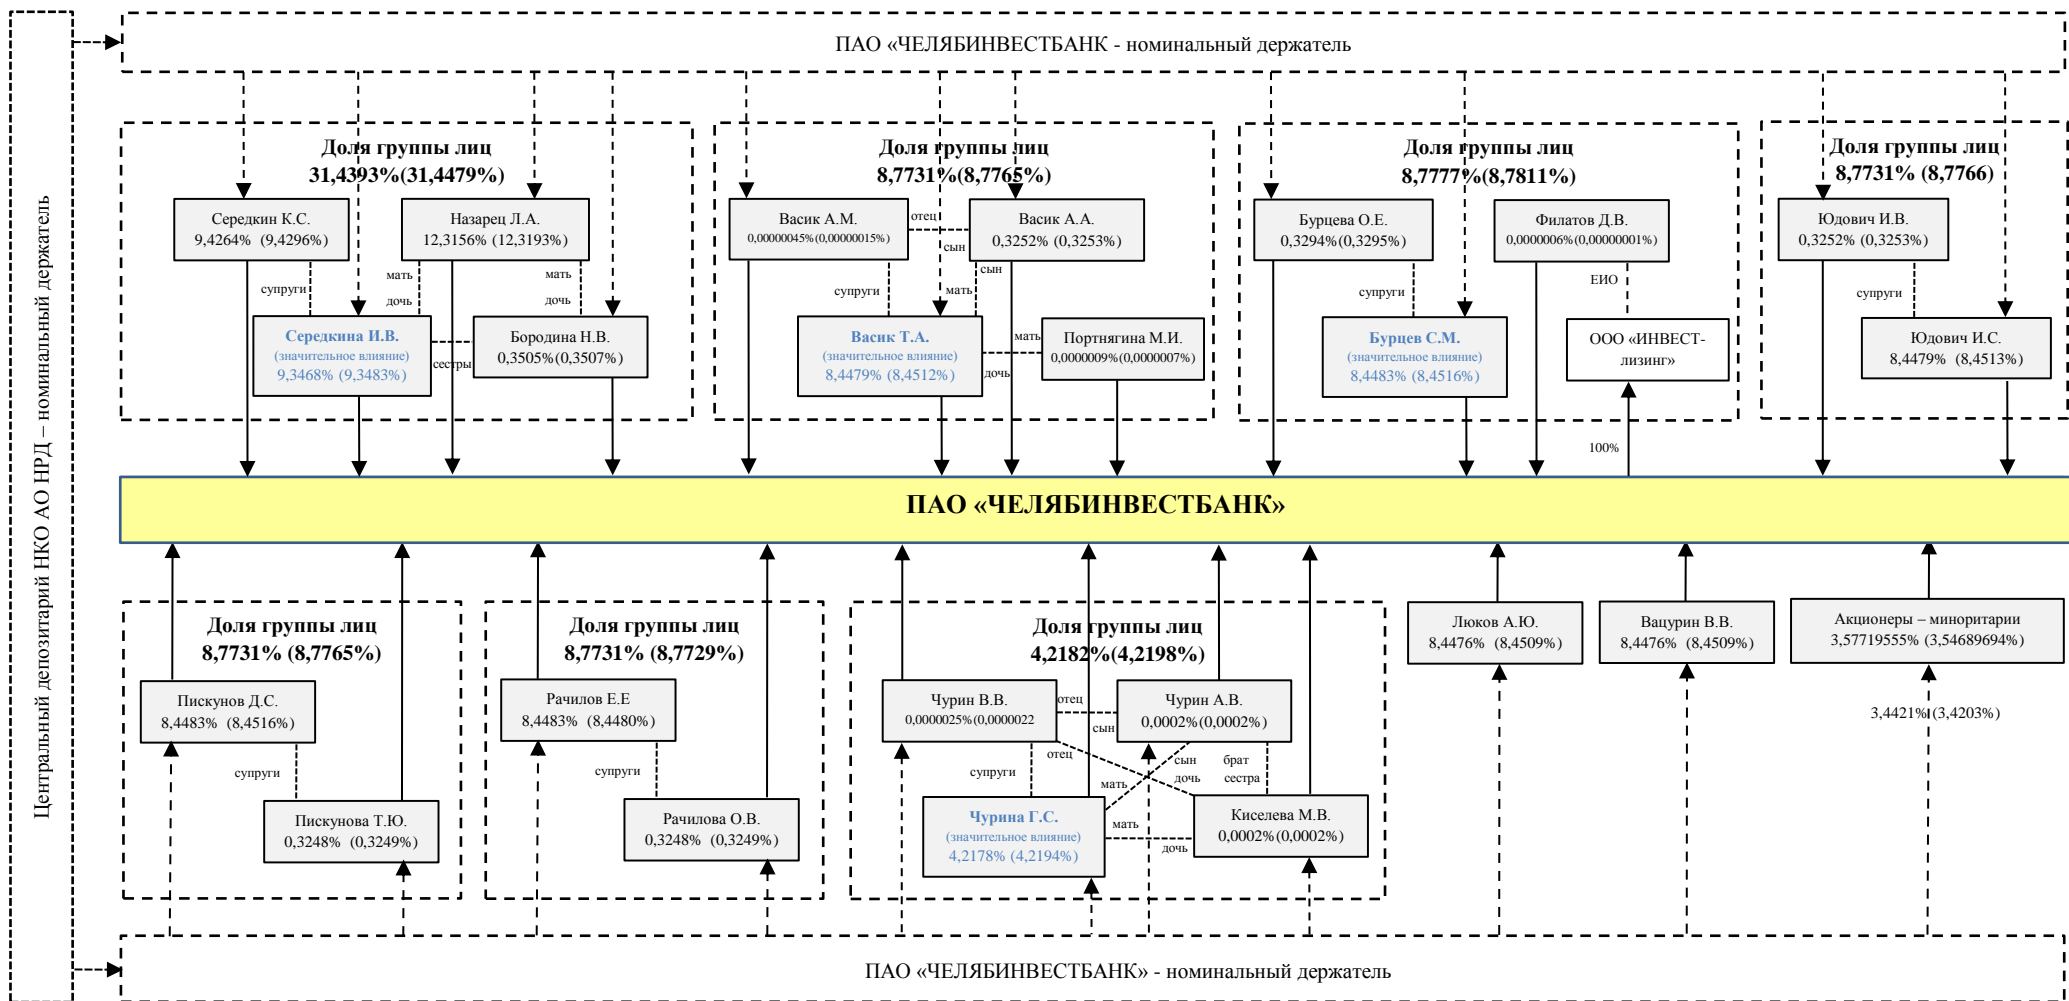 Центральный депозитарий НКО АО НРД – номинальный держатель
ПАО «ЧЕЛЯБИНВЕСТБАНК - номинальный держатель
Доля группы лиц
31,4393%(31,4479%)
Середкин К.С.
9,4264% (9,4296%)
Назарец Л.А.
12,3156% (12,3193%)
супруги
мать
дочь
мать
дочь
Середкина И.В.
(значительное влияние)
9,3468% (9,3483%)
сестры
Бородина Н.В.
0,3505%(0,3507%)
Доля группы лиц
8,7731%(8,7765%)
Васик А.М.
0,00000045%(0,00000015%)
отец
сын
Васик А.А.
0,3252% (0,3253%)
супруги
сын
мать
Васик Т.А.
(значительное влияние)
8,4479% (8,4512%)
мать
дочь
Портнягина М.И.
0,0000009%(0,0000007%)
Доля группы лиц
8,7777%(8,7811%)
Бурцева О.Е.
0,3294%(0,3295%)
Филатов Д.В.
0,0000006%(0,00000001%)
супруги
ЕИО
Бурцев С.М.
(значительное влияние)
8,4483% (8,4516%)
ООО «ИНВЕСТ-
лизинг»
100%
Доля группы лиц
8,7731% (8,7766)
Юдович И.В.
0,3252% (0,3253%)
супруги
Юдович И.С.
8,4479% (8,4513%)
ПАО «ЧЕЛЯБИНВЕСТБАНК»
Доля группы лиц
8,7731% (8,7765%)
Пискунов Д.С.
8,4483% (8,4516%)
супруги
Пискунова Т.Ю.
0,3248% (0,3249%)
Доля группы лиц
8,7731% (8,7729%)
Рачилов Е.Е
8,4483% (8,4480%)
супруги
Рачилова О.В.
0,3248% (0,3249%)
Доля группы лиц
4,2182%(4,2198%)
Чурин В.В.
0,0000025%(0,0000022
отец
сын
Чурин А.В.
0,0002%(0,0002%)
супруги
отец
мать
сын
дочь
брат
сестра
Чурина Г.С.
(значительное влияние)
4,2178% (4,2194%)
мать
дочь
Киселева М.В.
0,0002%(0,0002%)
Люков А.Ю.
8,4476% (8,4509%)
Вацурин В.В.
8,4476% (8,4509%)
Акционеры – миноритарии
3,57719555% (3,54689694%)
3,4421% (3,4203%)
ПАО «ЧЕЛЯБИНВЕСТБАНК» - номинальный держатель